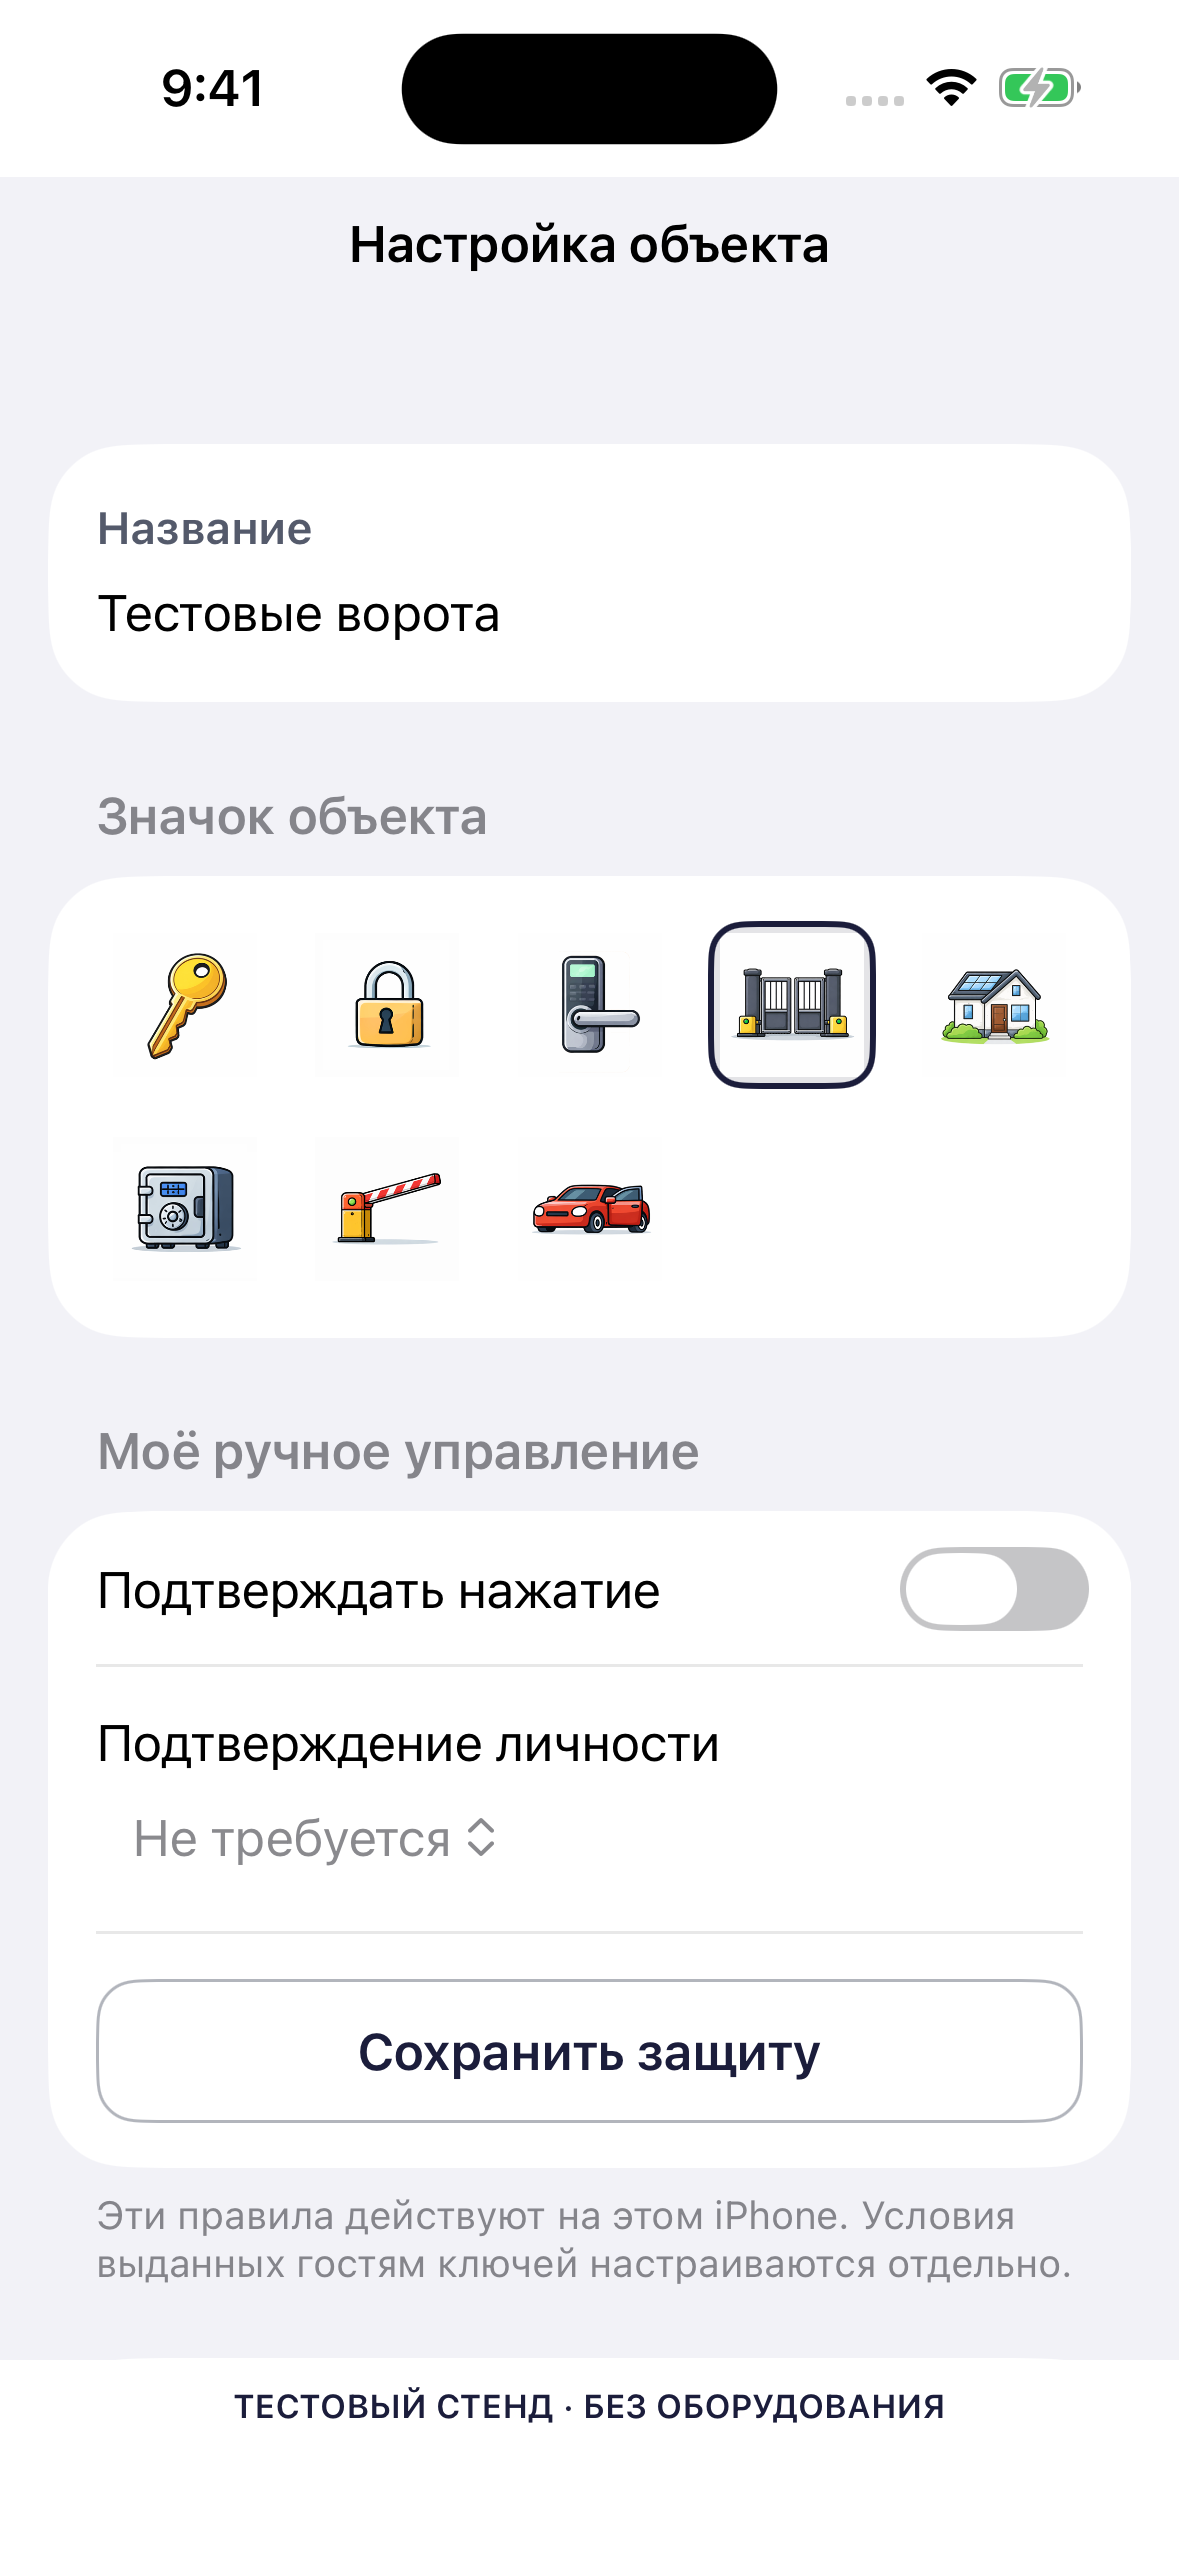 9:41
Настройка объекта
Название
Тестовые ворота
Значок объекта
Моё ручное управление
Подтверждать нажатие
Подтверждение личности
Не требуется
Сохранить защиту
Эти правила действуют на этом iPhone. Условия
выданных гостям ключей настраиваются отдельно.
ТЕСТОВЫЙ СТЕНД · БЕЗ ОБОРУДОВАНИЯ